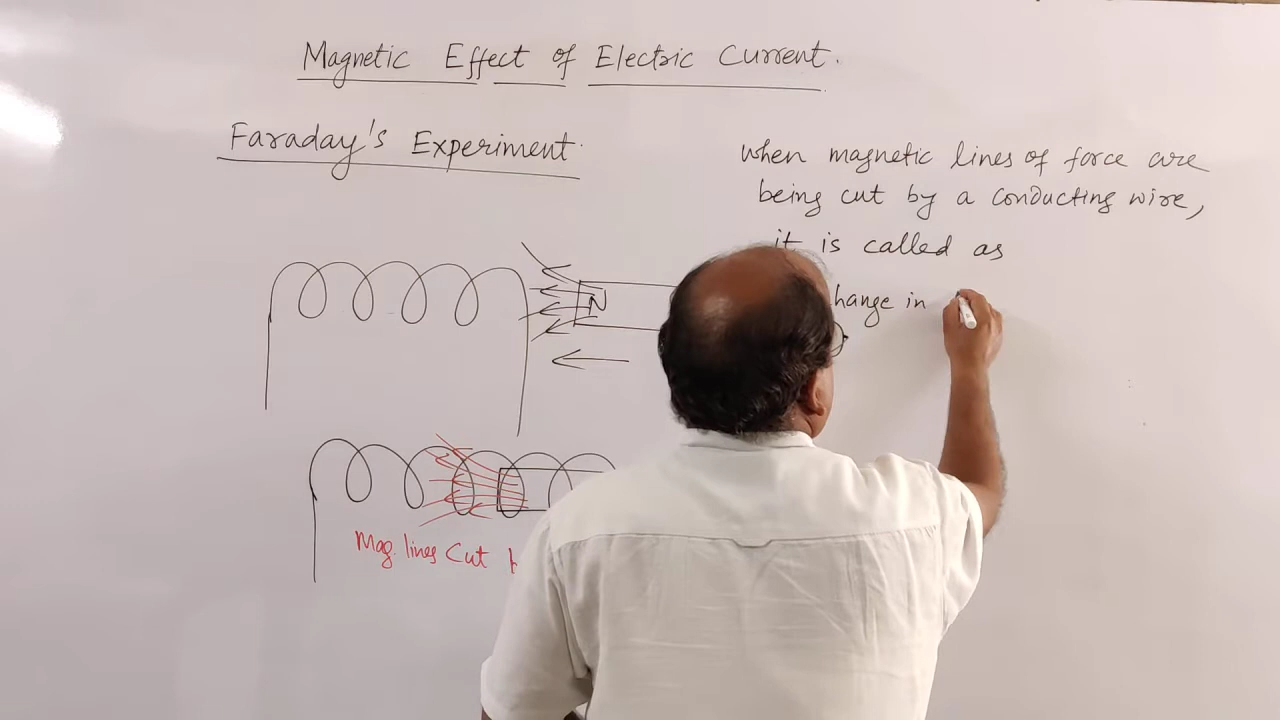 Magnetic Effect of Electric Current.
Faraday's Experiment
when magnetic lines of force are
being cut by a conducting wire,
it is called as
hange in
N
Mag. lines Cut